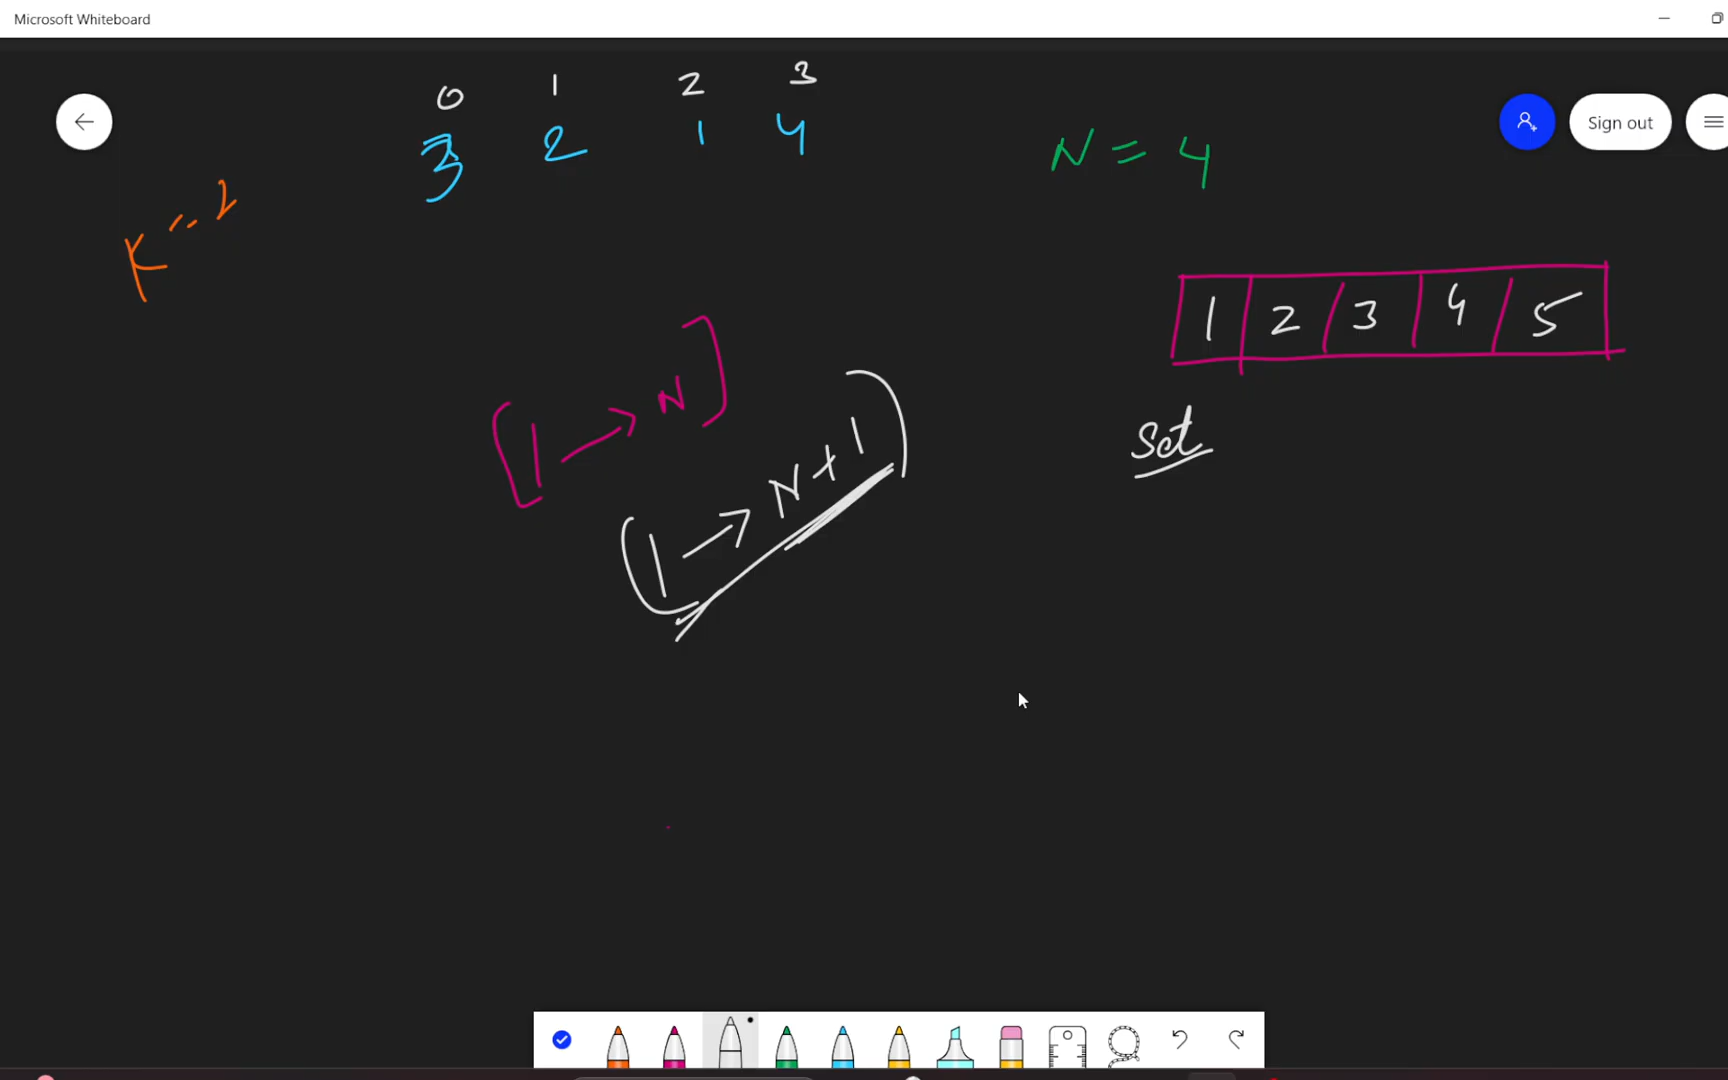 Microsoft Whiteboard
0 1 2 3
3 2 1 4
N = 4
Sign out
K = 2
1 2 3 4 5
[1 → N]
(1 → N+1)
Set